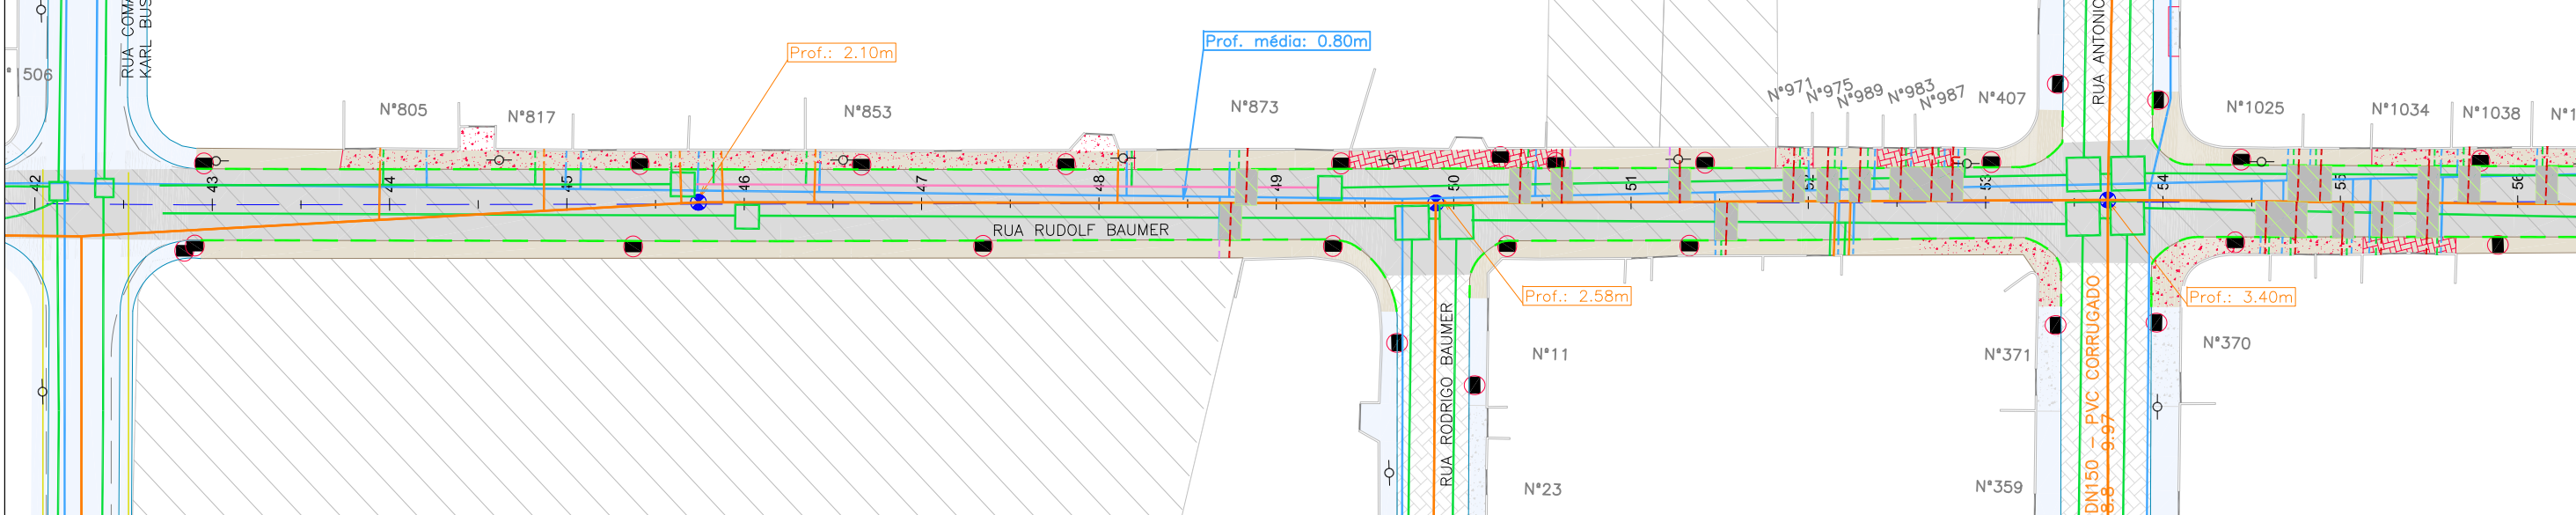 RUA COMA
KARL BUS
N°506
Prof.: 2.10m
Prof. média: 0.80m
RUA ANTONIO
N°805
N°817
N°853
N°873
N°971
N°975
N°989
N°983
N°987
N°407
N°1025
N°1034
N°1038
N°1
42
43
44
45
46
47
48
49
50
51
52
53
54
55
56
RUA RUDOLF BAUMER
Prof.: 2.58m
Prof.: 3.40m
RUA RODRIGO BAUMER
N°11
N°23
N°371
N°359
N°370
DN150 - PVC CORRUGADO
9.97